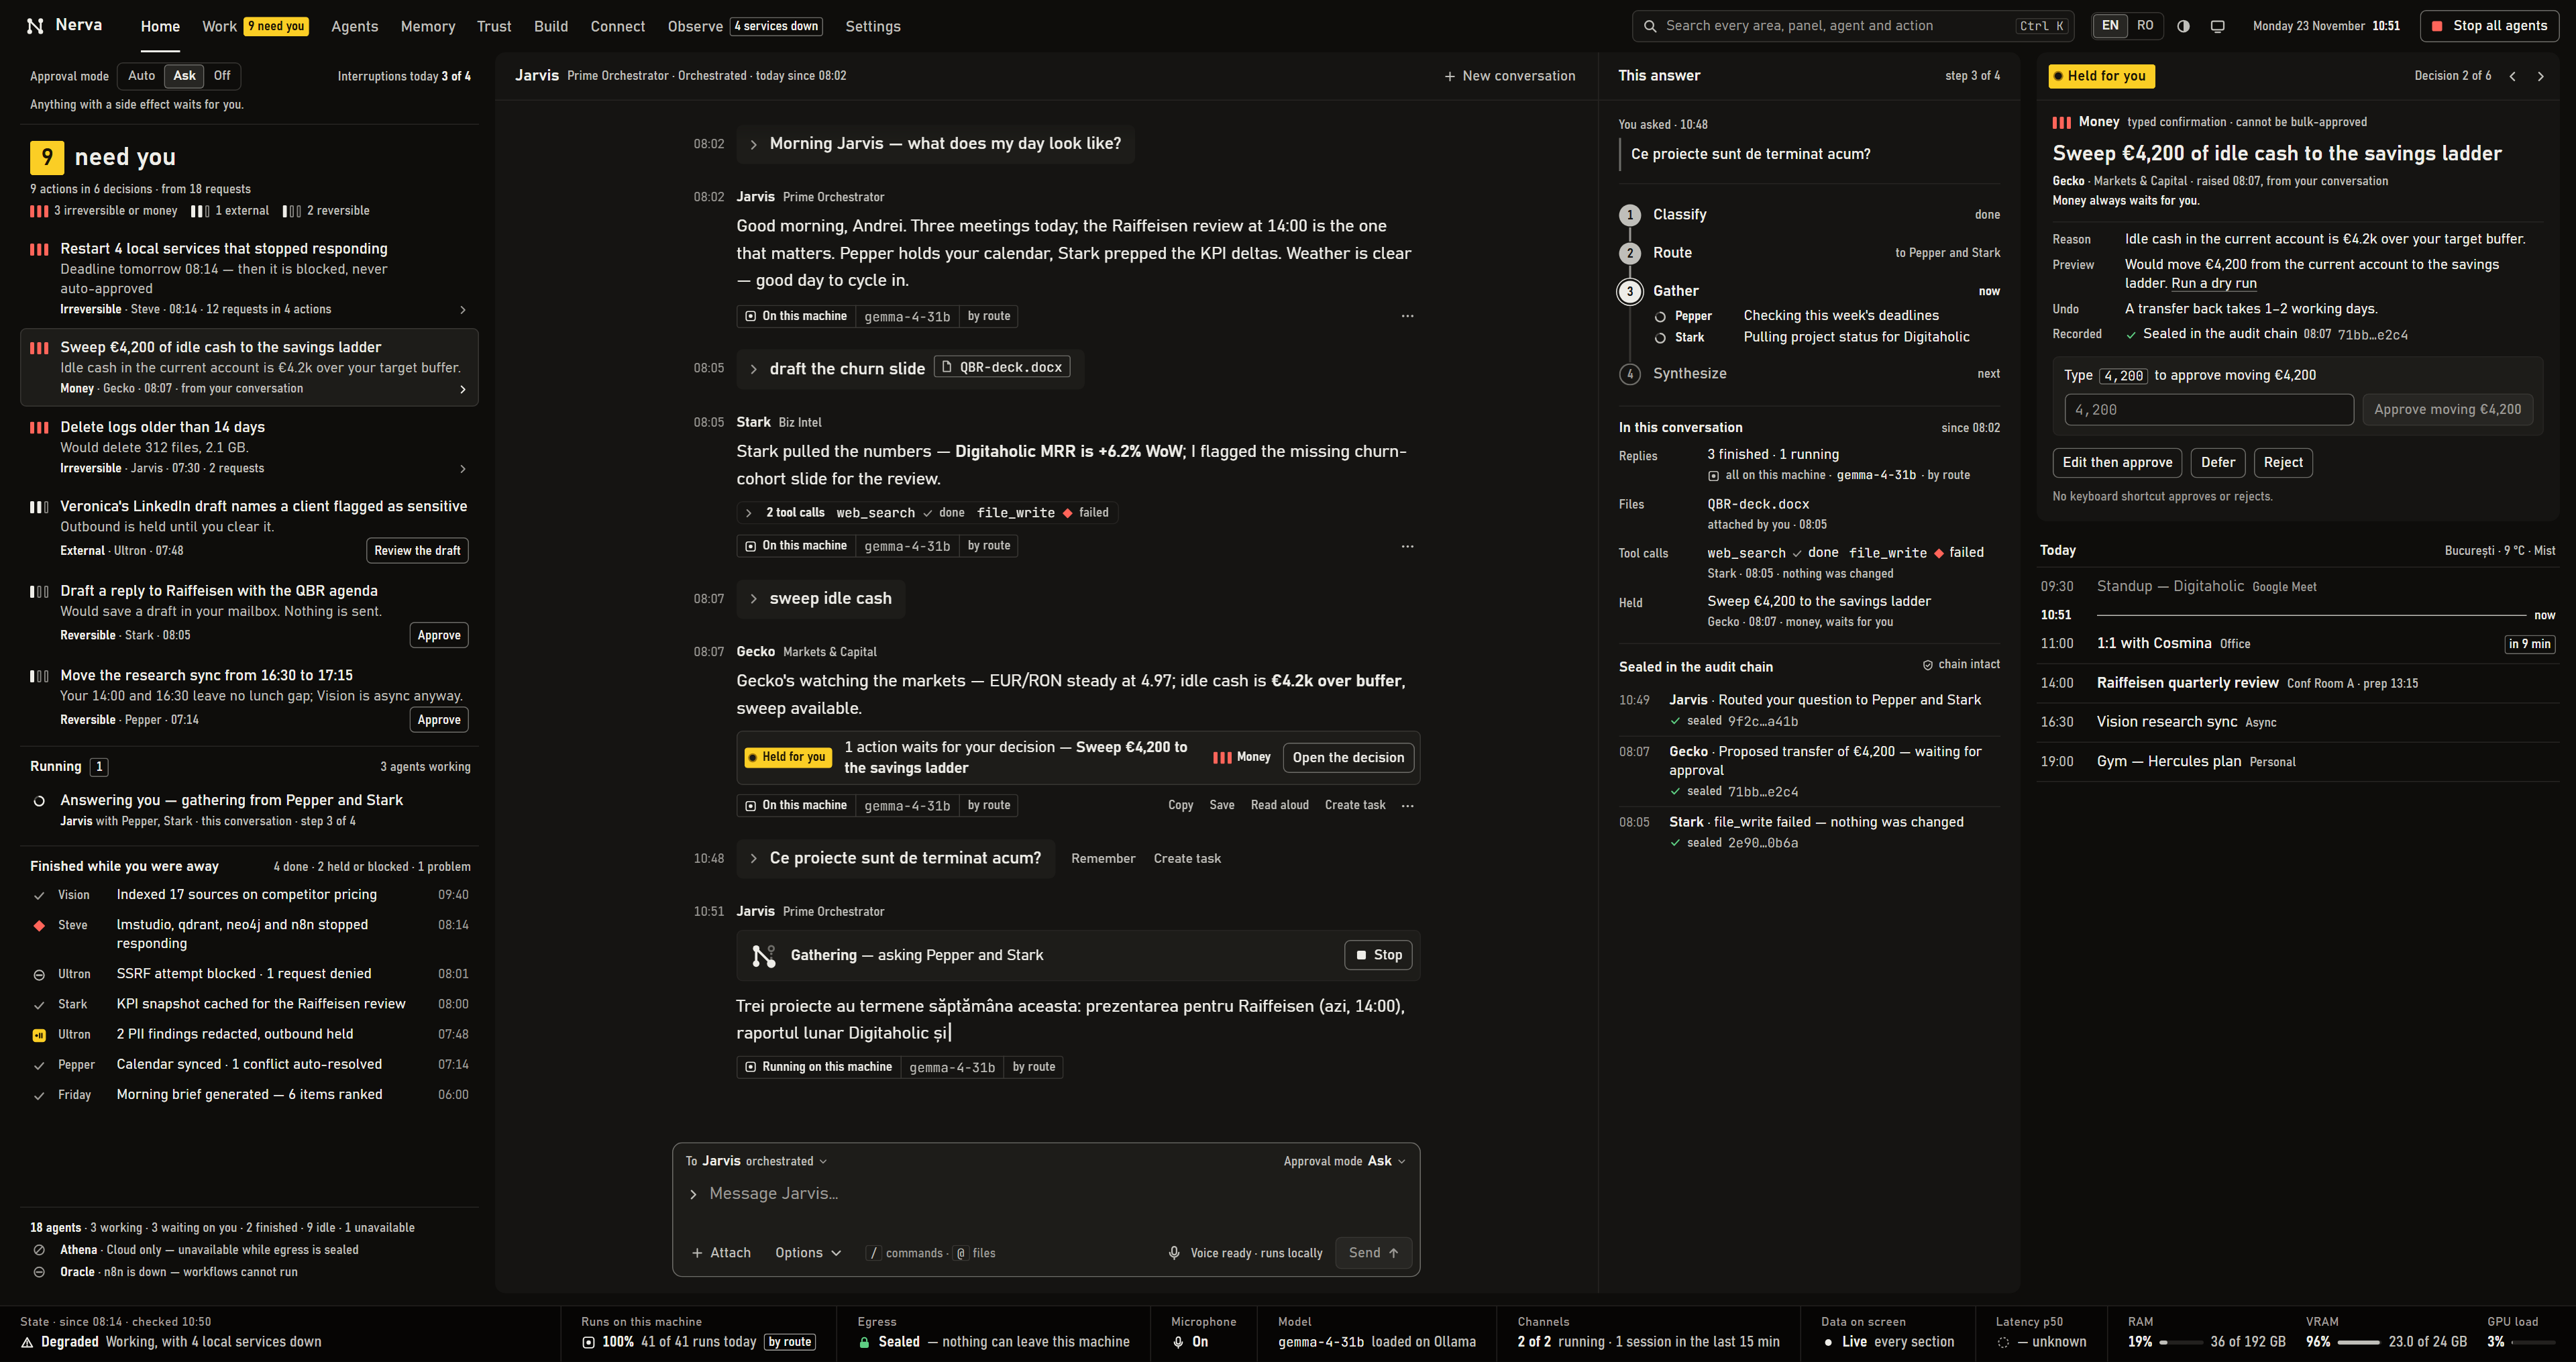 Nerva
Home
Work 9 need you
Agents
Memory
Trust
Build
Connect
Observe 4 services down
Settings
Search every area, panel, agent and action Ctrl K
EN RO
Monday 23 November 10:51
Stop all agents
Approval mode Auto Ask Off
Interruptions today 3 of 4
Anything with a side effect waits for you.
9 need you
9 actions in 6 decisions · from 18 requests
3 irreversible or money 1 external 2 reversible
Restart 4 local services that stopped responding
Deadline tomorrow 08:14 — then it is blocked, never
auto-approved
Irreversible · Steve · 08:14 · 12 requests in 4 actions
Sweep €4,200 of idle cash to the savings ladder
Idle cash in the current account is €4.2k over your target buffer.
Money · Gecko · 08:07 · from your conversation
Delete logs older than 14 days
Would delete 312 files, 2.1 GB.
Irreversible · Jarvis · 07:30 · 2 requests
Veronica's LinkedIn draft names a client flagged as sensitive
Outbound is held until you clear it.
External · Ultron · 07:48
Review the draft
Draft a reply to Raiffeisen with the QBR agenda
Would save a draft in your mailbox. Nothing is sent.
Reversible · Stark · 08:05
Approve
Move the research sync from 16:30 to 17:15
Your 14:00 and 16:30 leave no lunch gap; Vision is async anyway.
Reversible · Pepper · 07:14
Approve
Running 1
3 agents working
Answering you — gathering from Pepper and Stark
Jarvis with Pepper, Stark · this conversation · step 3 of 4
Finished while you were away
4 done · 2 held or blocked · 1 problem
Vision Indexed 17 sources on competitor pricing 09:40
Steve lmstudio, qdrant, neo4j and n8n stopped 08:14
responding
Ultron SSRF attempt blocked · 1 request denied 08:01
Stark KPI snapshot cached for the Raiffeisen review 08:00
Ultron 2 PII findings redacted, outbound held 07:48
Pepper Calendar synced · 1 conflict auto-resolved 07:14
Friday Morning brief generated — 6 items ranked 06:00
18 agents · 3 working · 3 waiting on you · 2 finished · 9 idle · 1 unavailable
Athena · Cloud only — unavailable while egress is sealed
Oracle · n8n is down — workflows cannot run
Jarvis Prime Orchestrator · Orchestrated · today since 08:02
New conversation
08:02 Morning Jarvis — what does my day look like?
08:02 Jarvis Prime Orchestrator
Good morning, Andrei. Three meetings today; the Raiffeisen review at 14:00 is the one
that matters. Pepper holds your calendar, Stark prepped the KPI deltas. Weather is clear
— good day to cycle in.
On this machine gemma-4-31b by route
08:05 draft the churn slide QBR-deck.docx
08:05 Stark Biz Intel
Stark pulled the numbers — Digitaholic MRR is +6.2% WoW; I flagged the missing churn-
cohort slide for the review.
2 tool calls web_search done file_write failed
On this machine gemma-4-31b by route
08:07 sweep idle cash
08:07 Gecko Markets & Capital
Gecko's watching the markets — EUR/RON steady at 4.97; idle cash is €4.2k over buffer,
sweep available.
Held for you
1 action waits for your decision — Sweep €4,200 to
the savings ladder
Money
Open the decision
On this machine gemma-4-31b by route
Copy Save Read aloud Create task
10:48 Ce proiecte sunt de terminat acum? Remember Create task
10:51 Jarvis Prime Orchestrator
Gathering — asking Pepper and Stark
Stop
Trei proiecte au termene săptămâna aceasta: prezentarea pentru Raiffeisen (azi, 14:00),
raportul lunar Digitaholic și
Running on this machine gemma-4-31b by route
To Jarvis orchestrated
Approval mode Ask
Message Jarvis…
Attach
Options
/ commands · @ files
Voice ready · runs locally
Send
This answer
step 3 of 4
You asked · 10:48
Ce proiecte sunt de terminat acum?
1 Classify done
2 Route to Pepper and Stark
3 Gather now
Pepper Checking this week's deadlines
Stark Pulling project status for Digitaholic
4 Synthesize next
In this conversation since 08:02
Replies 3 finished · 1 running
all on this machine · gemma-4-31b · by route
Files QBR-deck.docx
attached by you · 08:05
Tool calls web_search done file_write failed
Stark · 08:05 · nothing was changed
Held Sweep €4,200 to the savings ladder
Gecko · 08:07 · money, waits for you
Sealed in the audit chain chain intact
10:49 Jarvis · Routed your question to Pepper and Stark
sealed 9f2c…a41b
08:07 Gecko · Proposed transfer of €4,200 — waiting for
approval
sealed 71bb…e2c4
08:05 Stark · file_write failed — nothing was changed
sealed 2e90…0b6a
Held for you
Decision 2 of 6
Money typed confirmation · cannot be bulk-approved
Sweep €4,200 of idle cash to the savings ladder
Gecko · Markets & Capital · raised 08:07, from your conversation
Money always waits for you.
Reason Idle cash in the current account is €4.2k over your target buffer.
Preview Would move €4,200 from the current account to the savings
ladder. Run a dry run
Undo A transfer back takes 1–2 working days.
Recorded Sealed in the audit chain 08:07 71bb…e2c4
Type 4,200 to approve moving €4,200
4,200
Approve moving €4,200
Edit then approve
Defer
Reject
No keyboard shortcut approves or rejects.
Today
București · 9 °C · Mist
09:30 Standup — Digitaholic Google Meet
10:51 now
11:00 1:1 with Cosmina Office in 9 min
14:00 Raiffeisen quarterly review Conf Room A · prep 13:15
16:30 Vision research sync Async
19:00 Gym — Hercules plan Personal
State · since 08:14 · checked 10:50
Degraded Working, with 4 local services down
Runs on this machine
100% 41 of 41 runs today by route
Egress
Sealed — nothing can leave this machine
Microphone
On
Model
gemma-4-31b loaded on Ollama
Channels
2 of 2 running · 1 session in the last 15 min
Data on screen
Live every section
Latency p50
— unknown
RAM
19% 36 of 192 GB
VRAM
96% 23.0 of 24 GB
GPU load
3%